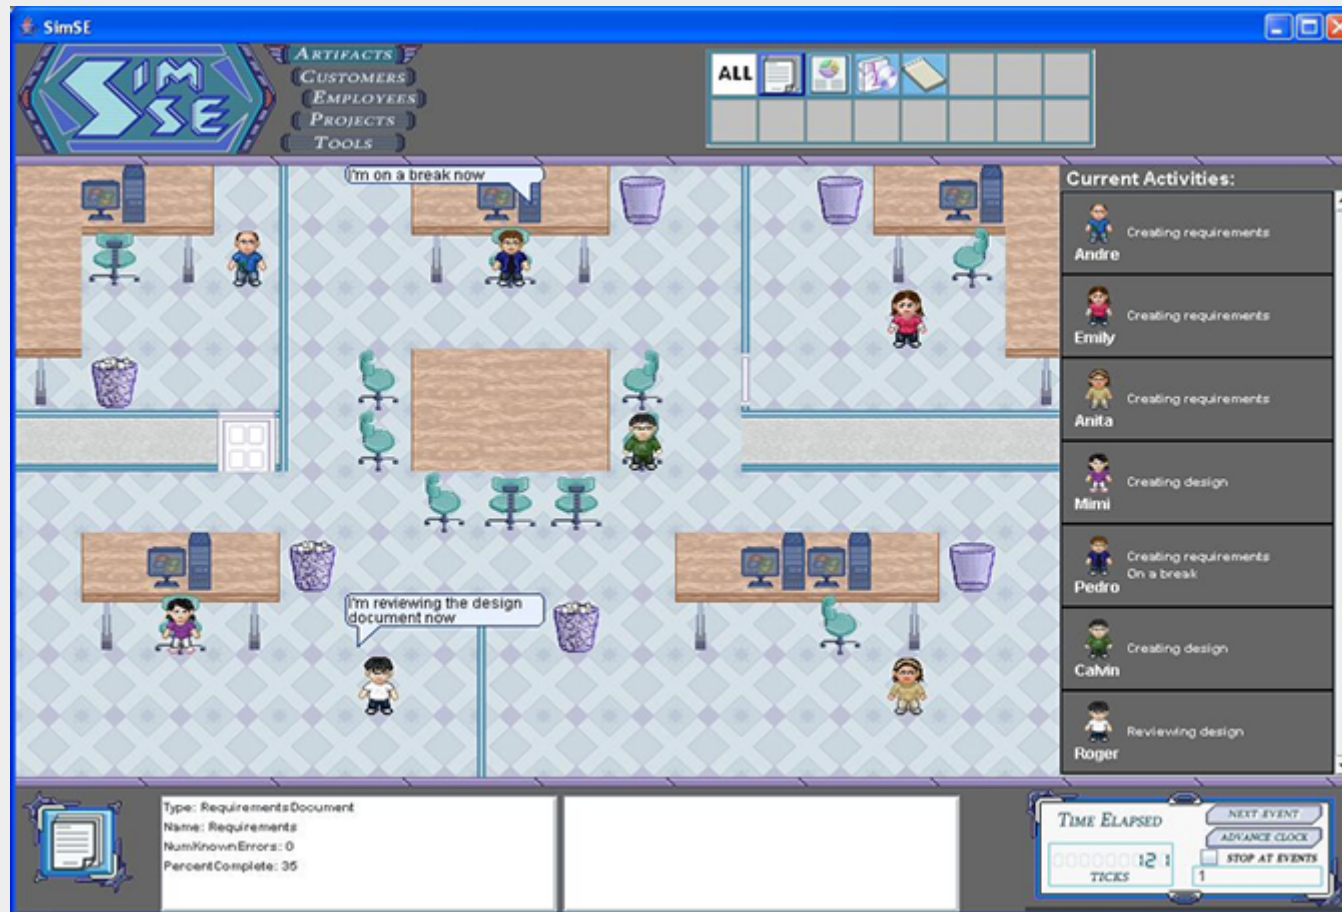 SimSE
SIM
SE
ARTIFACTS
CUSTOMERS
EMPLOYEES
PROJECTS
TOOLS
ALL
I'm on a break now
I'm reviewing the design
document now
Current Activities:
Creating requirements
Andre
Creating requirements
Emily
Creating requirements
Anita
Creating design
Mimi
Creating requirements
On a break
Pedro
Creating design
Calvin
Reviewing design
Roger
Type: RequirementsDocument
Name: Requirements
NumKnownErrors: 0
PercentComplete: 35
TIME ELAPSED
121
TICKS
NEXT EVENT
ADVANCE CLOCK
STOP AT EVENTS
1